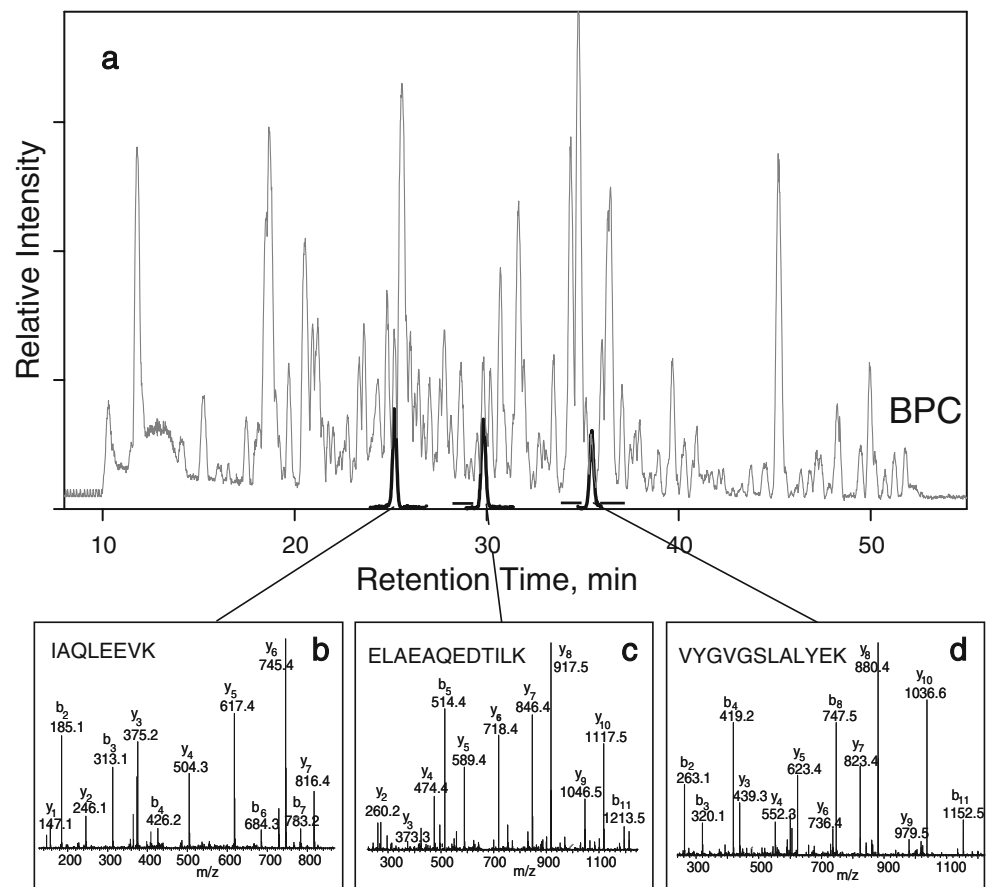 a
Relative Intensity
BPC
10 20 30 40 50
Retention Time, min
IAQLEEVK b
y6
745.4
y5
617.4
b2
185.1
y3
375.2
b3
313.1
y4
504.3
y7
816.4
y2
246.1
y1
147.1
b4
426.2
b6
684.3
b7
783.2
200 300 400 500 600 700 800
m/z
ELAEAQEDTILK c
y8
917.5
b5
514.4
y7
846.4
y6
718.4
y10
1117.5
y5
589.4
y4
474.4
y9
1046.5
y2
260.2
y3
373.3
b11
1213.5
300 500 700 900 1100
m/z
VYGVGSLALYEK d
y8
880.4
y10
1036.6
b4
419.2
b8
747.5
b2
263.1
y5
623.4
y7
823.4
y3
439.3
b3
320.1
y4
552.3
y6
736.4
y9
979.5
b11
1152.5
300 500 700 900 1100
m/z